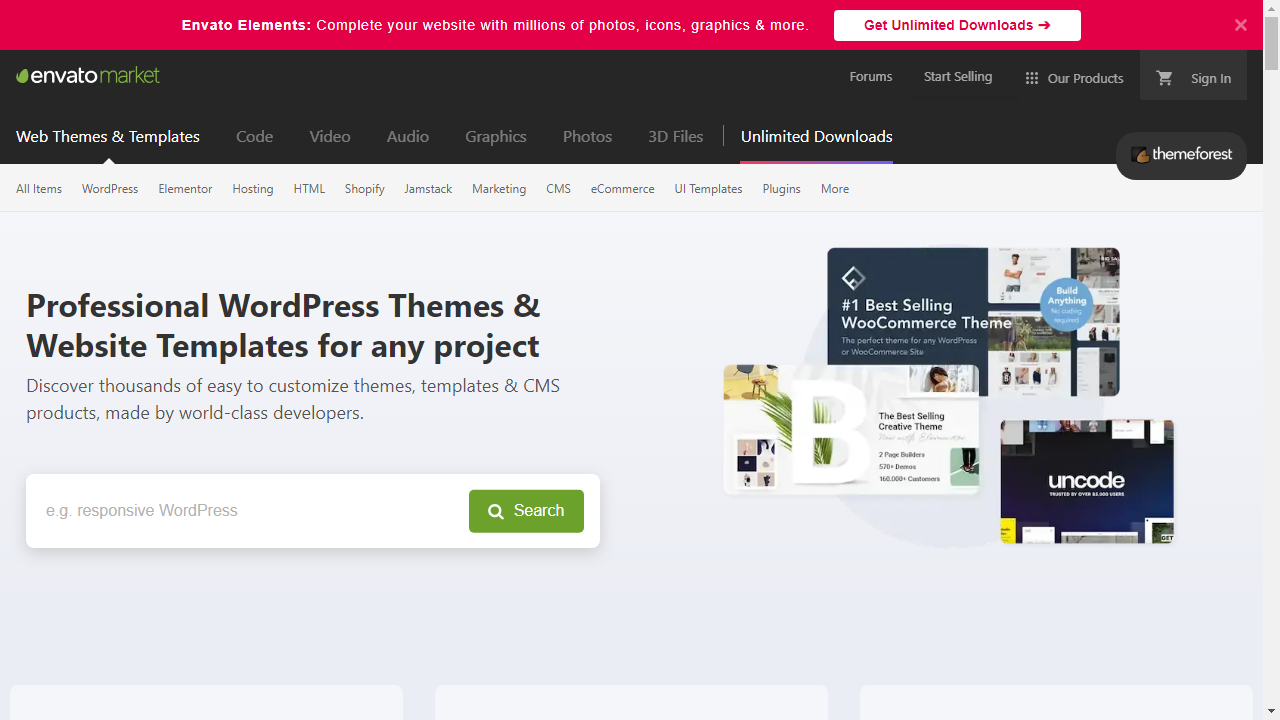 Envato Elements: Complete your website with millions of photos, icons, graphics & more.
Get Unlimited Downloads ➔
envato market
Forums
Start Selling
Our Products
Sign In
Web Themes & Templates
Code
Video
Audio
Graphics
Photos
3D Files
Unlimited Downloads
themeforest
All Items
WordPress
Elementor
Hosting
HTML
Shopify
Jamstack
Marketing
CMS
eCommerce
UI Templates
Plugins
More
Professional WordPress Themes &
Website Templates for any project
Discover thousands of easy to customize themes, templates & CMS
products, made by world-class developers.
e.g. responsive WordPress
Search
#1 Best Selling
WooCommerce Theme
The perfect theme for any WordPress
or WooCommerce Site
Build
Anything
No coding
required
B
The Best Selling
Creative Theme
2 Page Builders
570+ Demos
160.000+ Customers
uncode
TRUSTED BY OVER 85.000 USERS
GET